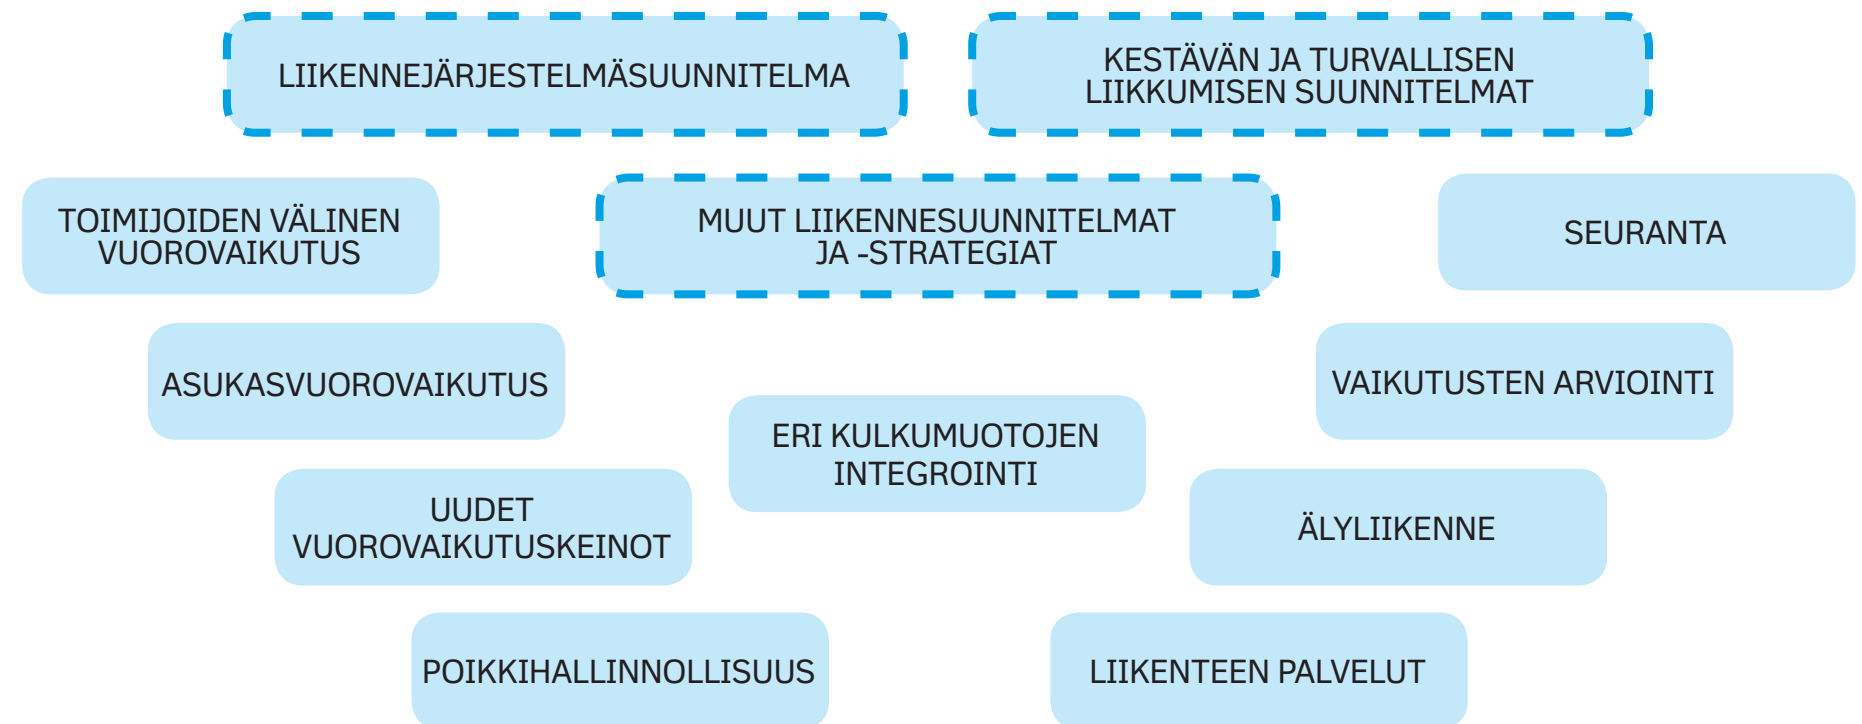 LIIKENNEJÄRJESTELMÄSUUNNITELMA
KESTÄVÄN JA TURVALLISEN
LIIKKUMISEN SUUNNITELMAT
TOIMIJOIDEN VÄLINEN
VUOROVAIKUTUS
MUUT LIIKENNESUUNNITELMAT
JA -STRATEGIAT
SEURANTA
ASUKASVUOROVAIKUTUS
VAIKUTUSTEN ARVIOINTI
ERI KULKUMUOTOJEN
INTEGROINTI
UUDET
VUOROVAIKUTUSKEINOT
ÄLYLIIKENNE
POIKKIHALLINNOLLISUUS
LIIKENTEEN PALVELUT